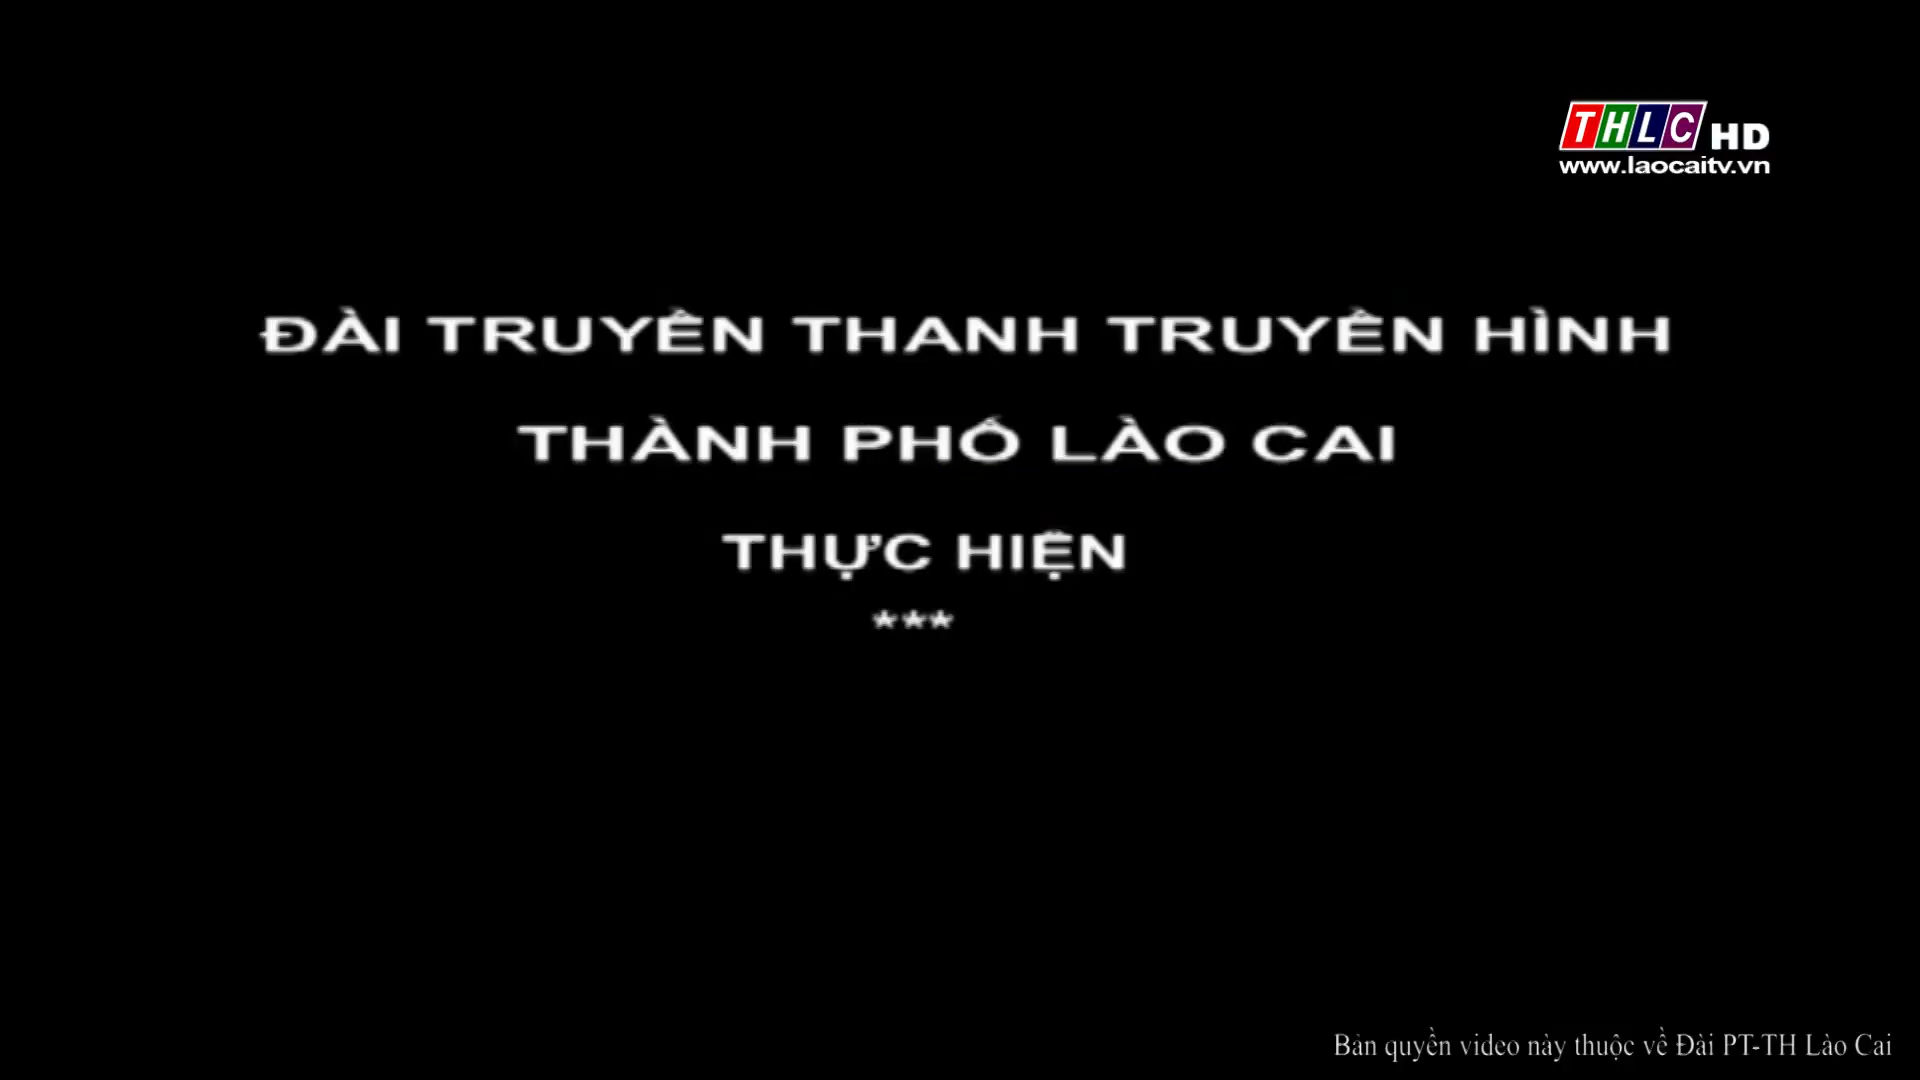 THLC HD
www.laocaitv.vn
ĐÀI TRUYỀN THANH TRUYỀN HÌNH
THÀNH PHỐ LÀO CAI
THỰC HIỆN
***
Bản quyền video này thuộc về Đài PT-TH Lào Cai